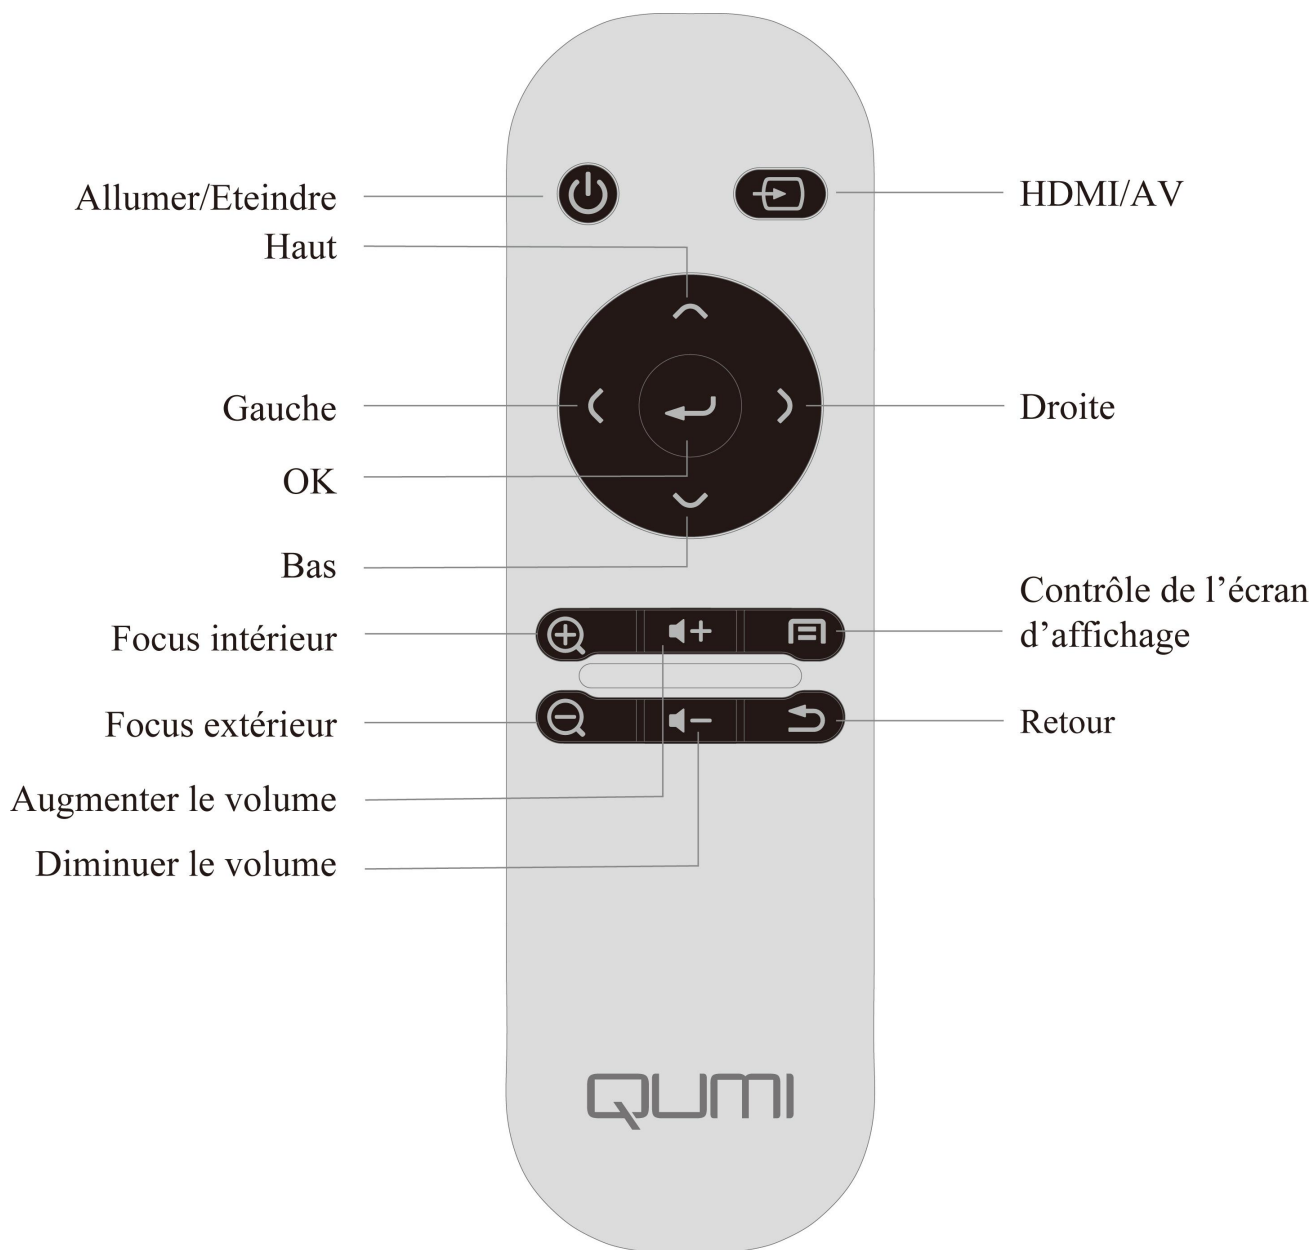 Allumer/Eteindre
HDMI/AV
Haut
Gauche
Droite
OK
Bas
Contrôle de l’écran
d’affichage
Focus intérieur
Focus extérieur
Retour
Augmenter le volume
Diminuer le volume
QUMI